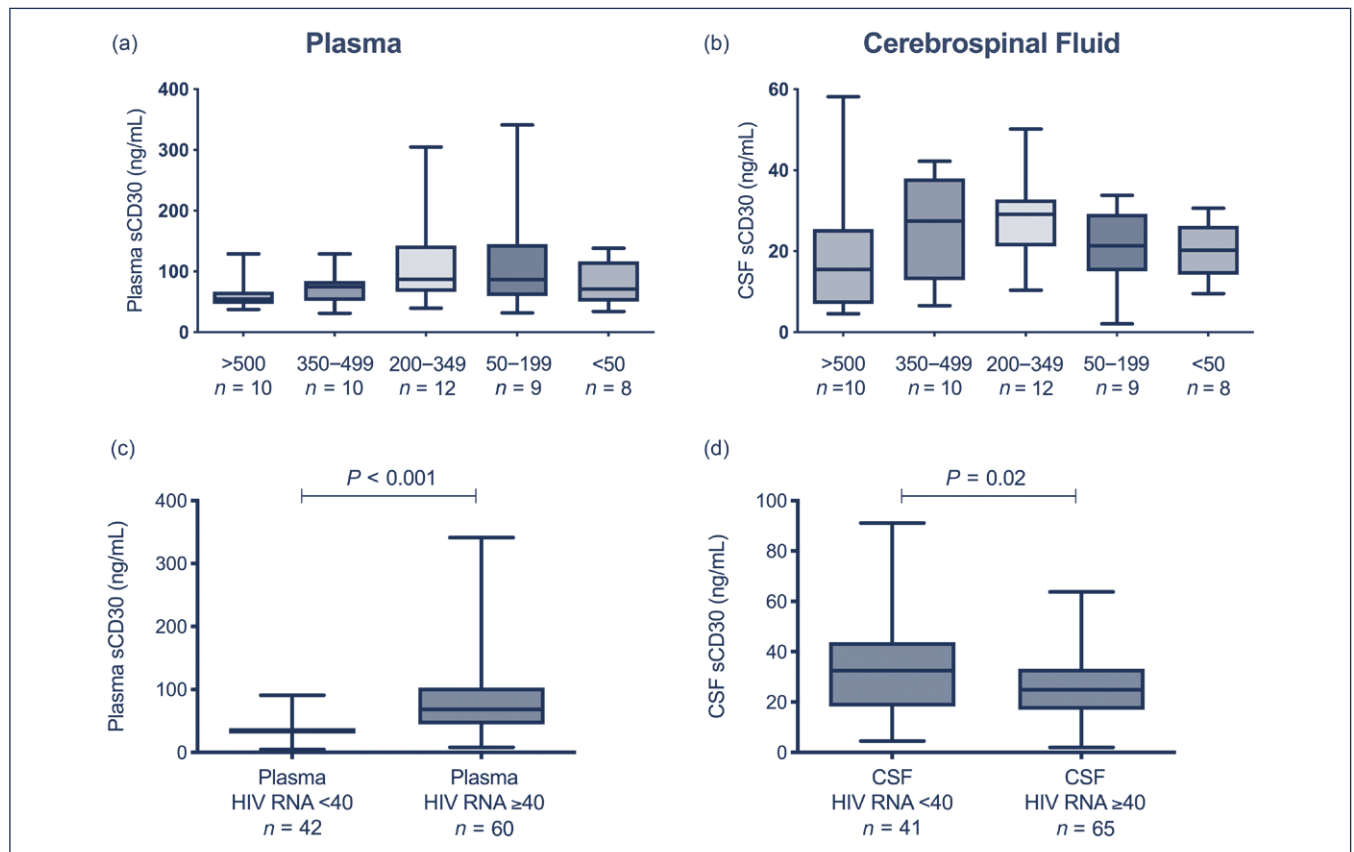 (a) Plasma
Plasma sCD30 (ng/mL)
400
300
200
100
0
>500 350–499 200–349 50–199 <50
n = 10 n = 10 n = 12 n = 9 n = 8
(b) Cerebrospinal Fluid
CSF sCD30 (ng/mL)
60
40
20
0
>500 350–499 200–349 50–199 <50
n =10 n = 10 n = 12 n = 9 n = 8
(c)
P < 0.001
Plasma sCD30 (ng/mL)
400
300
200
100
0
Plasma Plasma
HIV RNA <40 HIV RNA ≥40
n = 42 n = 60
(d)
P = 0.02
CSF sCD30 (ng/mL)
100
80
60
40
20
0
CSF CSF
HIV RNA <40 HIV RNA ≥40
n = 41 n = 65